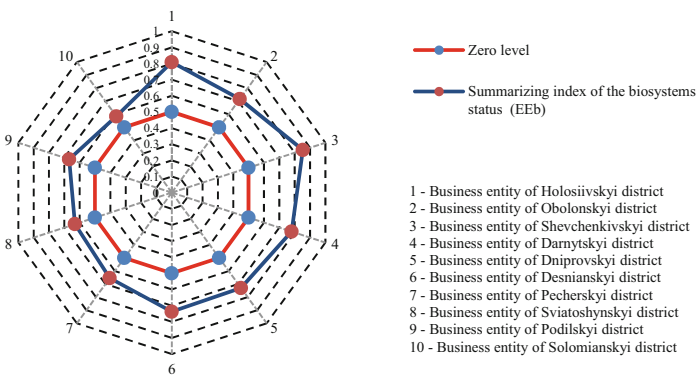 1
2
3
4
5
6
7
8
9
10
1
0.9
0.8
0.7
0.6
0.5
0.4
0.3
0.2
0.1
0
Zero level
Summarizing index of the biosystems
status (EEb)
1 - Business entity of Holosiivskyi district
2 - Business entity of Obolonskyi district
3 - Business entity of Shevchenkivskyi district
4 - Business entity of Darnytskyi district
5 - Business entity of Dniprovskyi district
6 - Business entity of Desnianskyi district
7 - Business entity of Pecherskyi district
8 - Business entity of Sviatoshynskyi district
9 - Business entity of Podilskyi district
10 - Business entity of Solomianskyi district